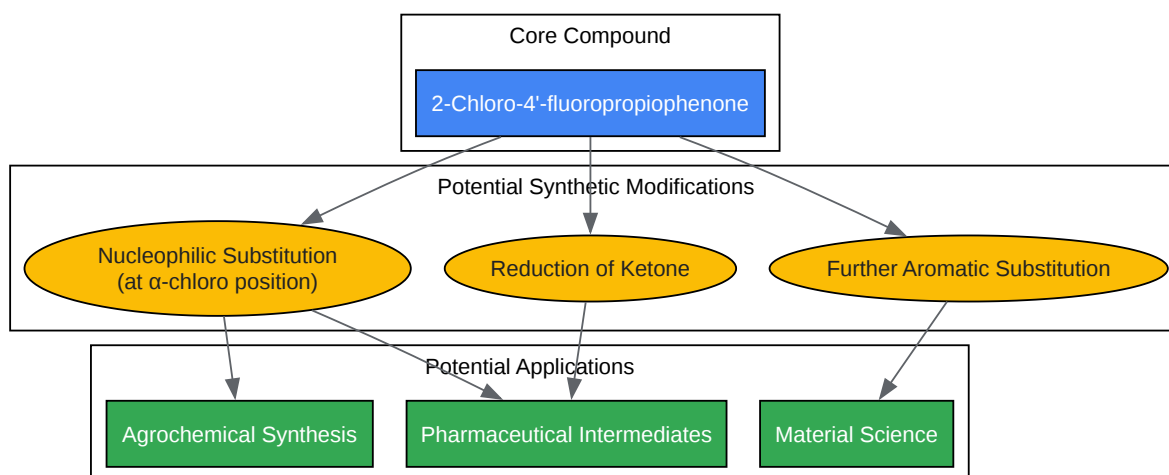 Core Compound
2-Chloro-4'-fluoropropiophenone
Potential Synthetic Modifications
Nucleophilic Substitution
(at α-chloro position)
Reduction of Ketone
Further Aromatic Substitution
Potential Applications
Agrochemical Synthesis
Pharmaceutical Intermediates
Material Science